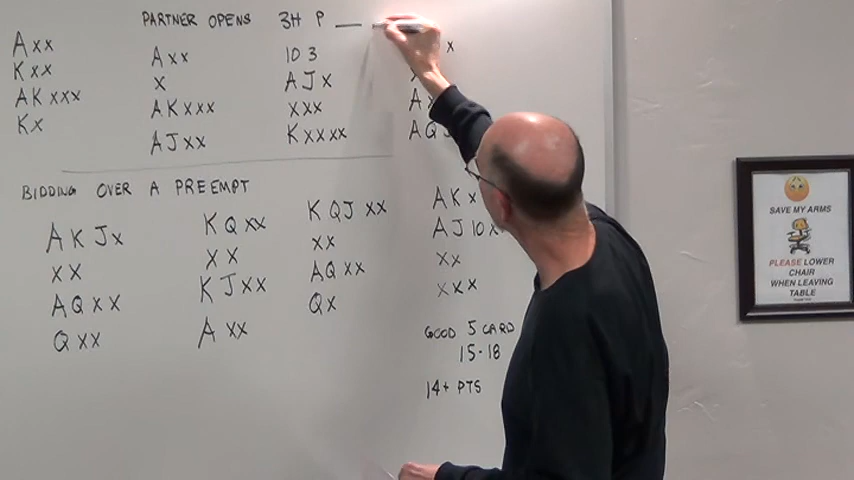 PARTNER OPENS 3H P __
A x x
K x x
A K x x x
K x
A x x
x
A K x x x
A J x x
10 3
A J x
x x x
K x x x x
x
A
A Q
BIDDING OVER A PREEMPT
A K J x
x x
A Q x x
Q x x
K Q x x
x x
K J x x
A x x
K Q J x x
x x
A Q x x
Q x
A K x
A J 10 x
x x
x x x
GOOD 5 CARD
15-18
14+ PTS
SAVE MY ARMS
PLEASE LOWER
CHAIR
WHEN LEAVING
TABLE